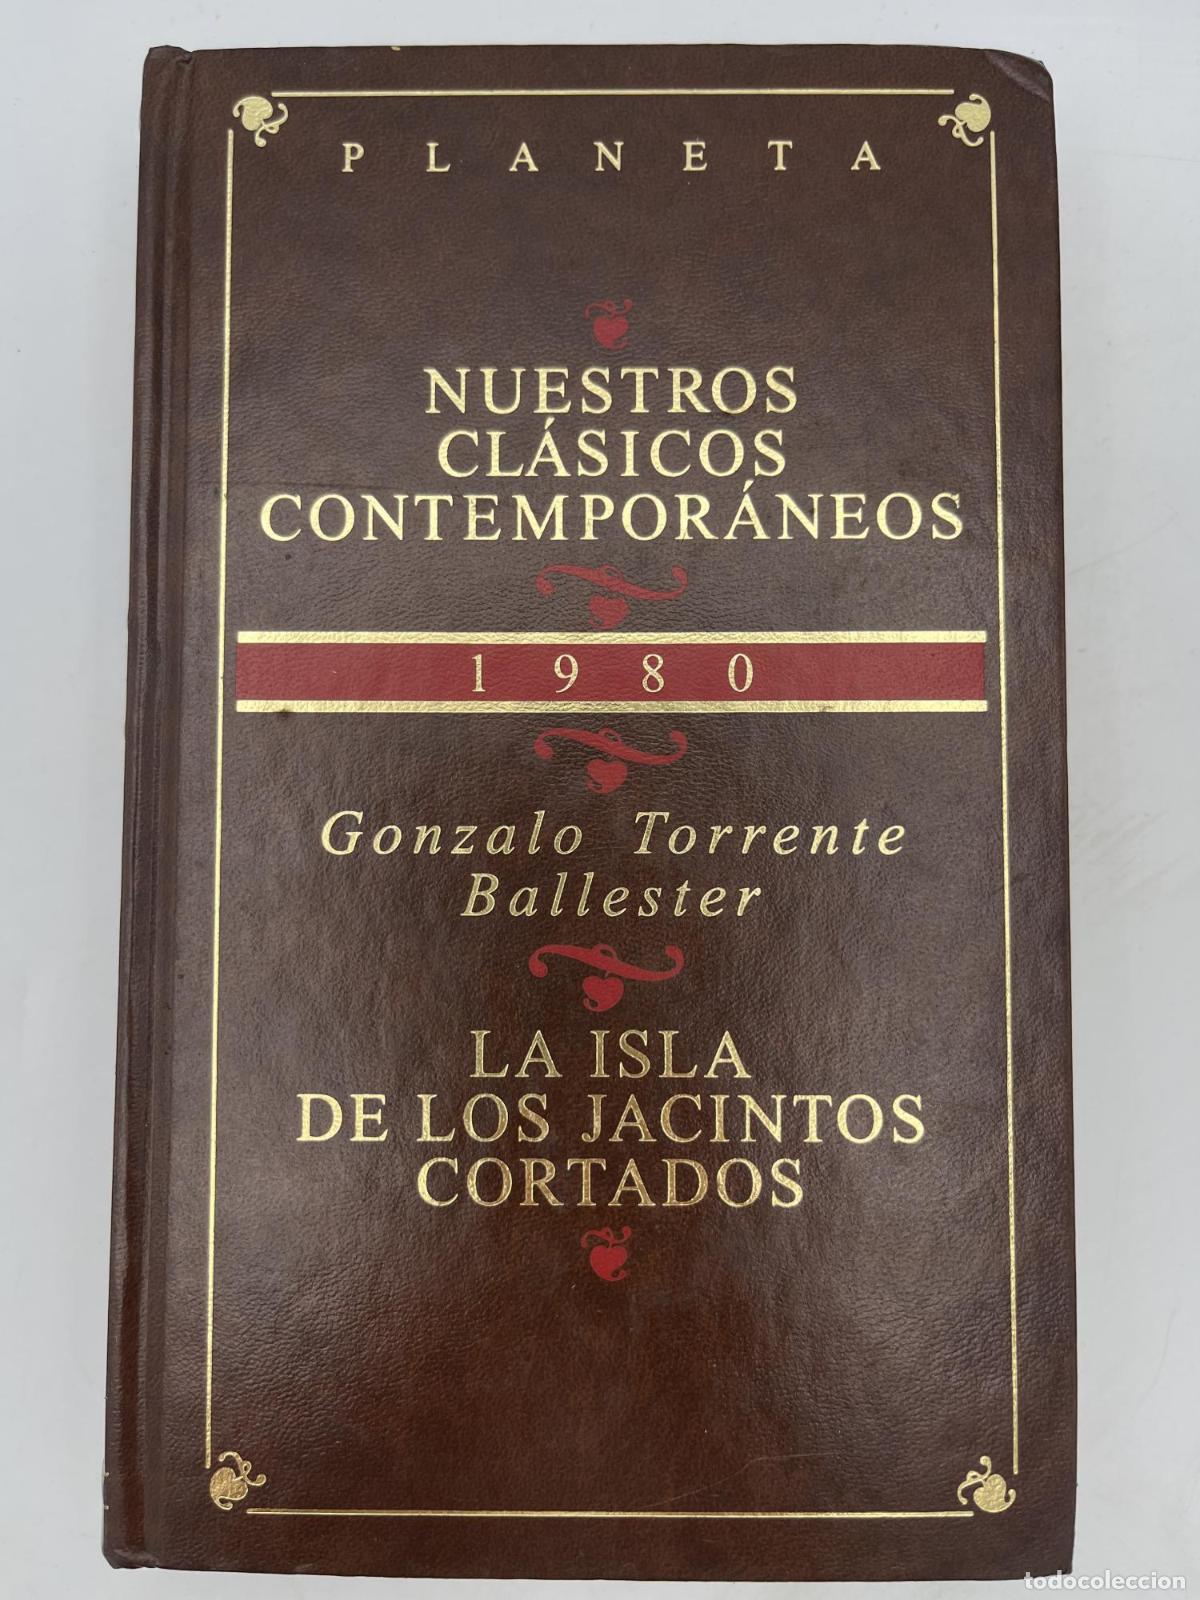 PLANETA
NUESTROS
CLÁSICOS
CONTEMPORÁNEOS
1980
Gonzalo Torrente
Ballester
LA ISLA
DE LOS JACINTOS
CORTADOS
todocoleccion